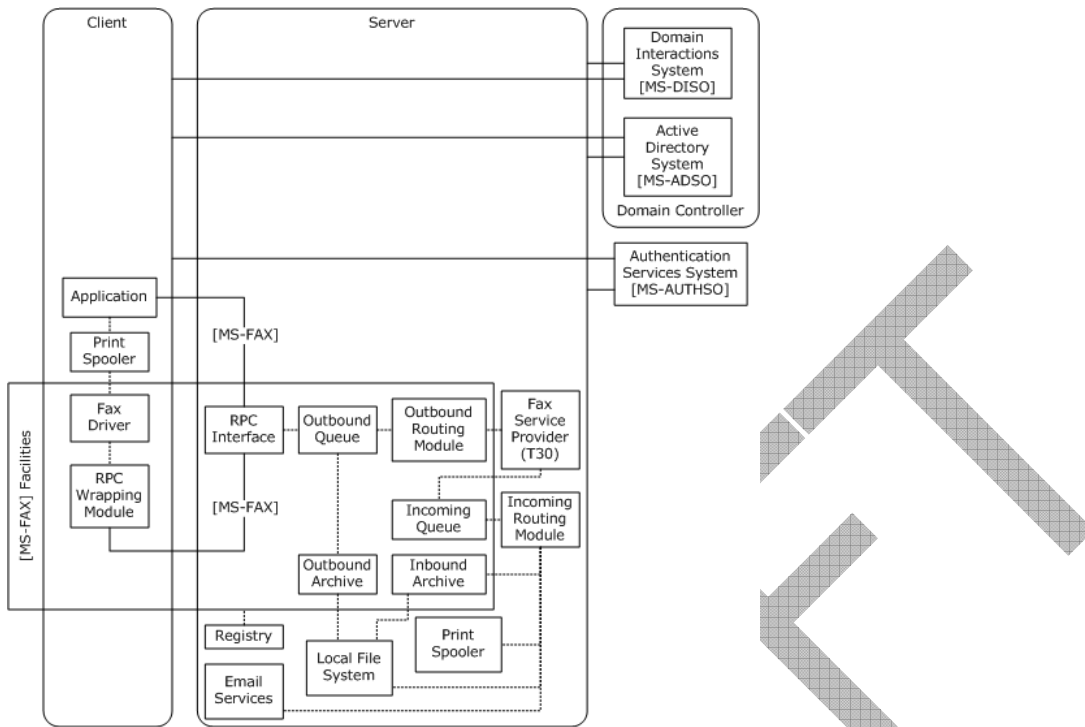 Client
Server
Domain
Interactions
System
[MS-DISO]
Active
Directory
System
[MS-ADSO]
Domain Controller
Authentication
Services System
[MS-AUTHSO]
Application
[MS-FAX]
Print
Spooler
[MS-FAX] Facilities
Fax
Driver
RPC
Interface
Outbound
Queue
Outbound
Routing
Module
Fax
Service
Provider
(T30)
RPC
Wrapping
Module
[MS-FAX]
Incoming
Queue
Incoming
Routing
Module
Outbound
Archive
Inbound
Archive
Registry
Local File
System
Print
Spooler
Email
Services